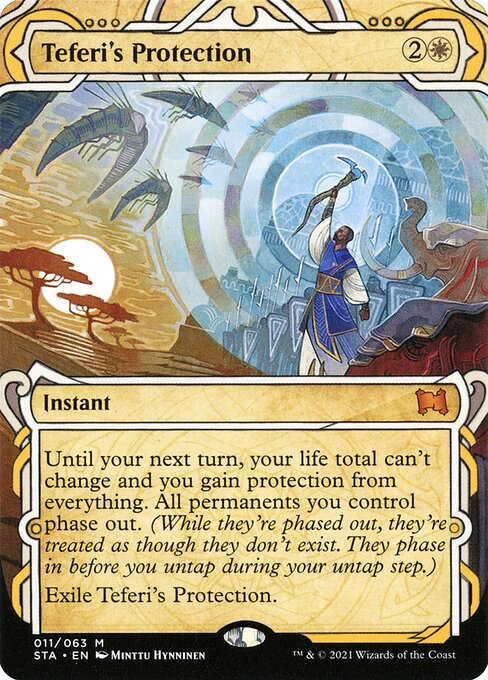 Teferi's Protection 2
Instant
Until your next turn, your life total can't
change and you gain protection from
everything. All permanents you control
phase out. (While they're phased out, they're
treated as though they don't exist. They phase
in before you untap during your untap step.)
Exile Teferi's Protection.
011/063 M
STA • EN Minttu Hynninen
™ & © 2021 Wizards of the Coast